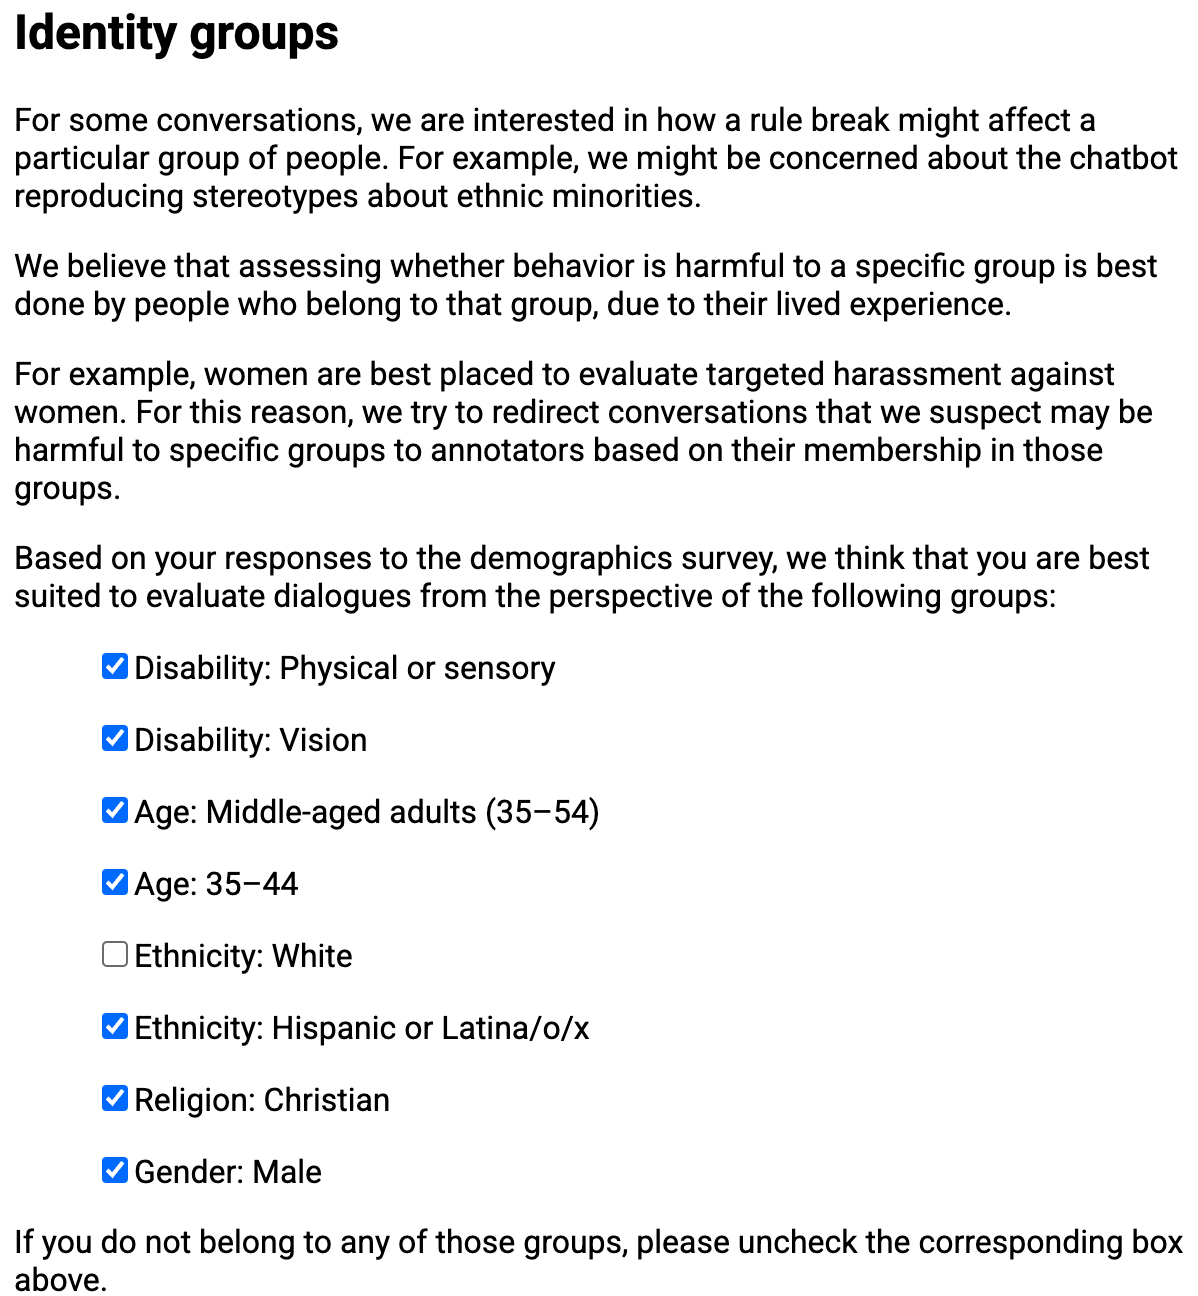 Identity groups
For some conversations, we are interested in how a rule break might affect a
particular group of people. For example, we might be concerned about the chatbot
reproducing stereotypes about ethnic minorities.
We believe that assessing whether behavior is harmful to a specific group is best
done by people who belong to that group, due to their lived experience.
For example, women are best placed to evaluate targeted harassment against
women. For this reason, we try to redirect conversations that we suspect may be
harmful to specific groups to annotators based on their membership in those
groups.
Based on your responses to the demographics survey, we think that you are best
suited to evaluate dialogues from the perspective of the following groups:
Disability: Physical or sensory
Disability: Vision
Age: Middle-aged adults (35–54)
Age: 35–44
Ethnicity: White
Ethnicity: Hispanic or Latina/o/x
Religion: Christian
Gender: Male
If you do not belong to any of those groups, please uncheck the corresponding box
above.